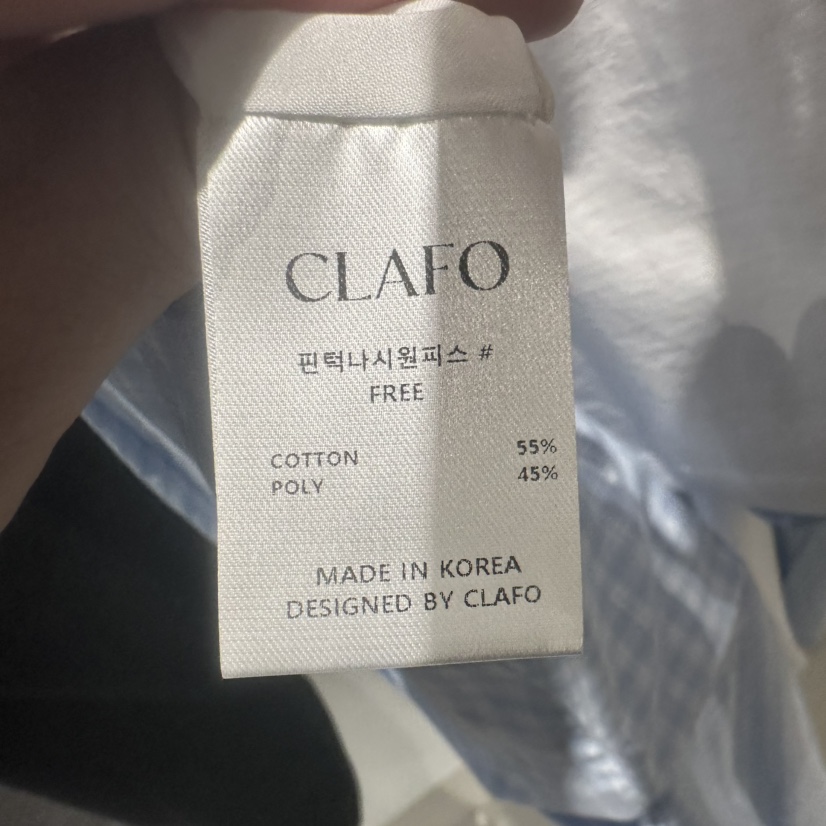 CLAFO
핀턱나시원피스 #
FREE
COTTON 55%
POLY 45%
MADE IN KOREA
DESIGNED BY CLAFO